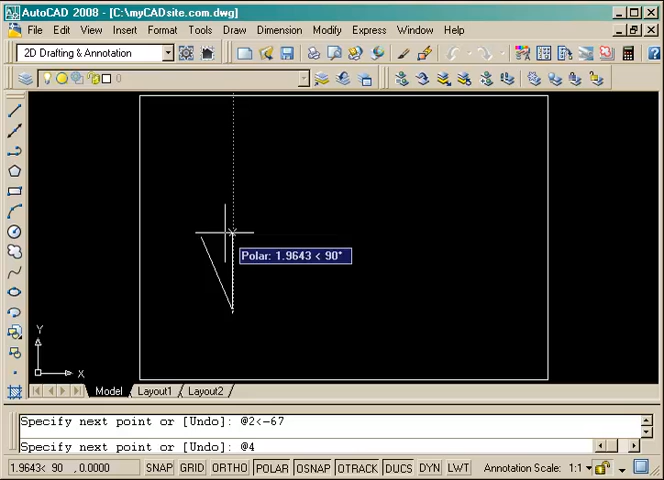 AutoCAD 2008 - [C:\myCADsite.com.dwg]
File Edit View Insert Format Tools Draw Dimension Modify Express Window Help
2D Drafting & Annotation
0
Polar: 1.9643 < 90°
Y
X
Model Layout1 Layout2
Specify next point or [Undo]: @2<-67
Specify next point or [Undo]: @4
1.9643< 90 , 0.0000 SNAP GRID ORTHO POLAR OSNAP OTRACK DUCS DYN LWT Annotation Scale: 1:1